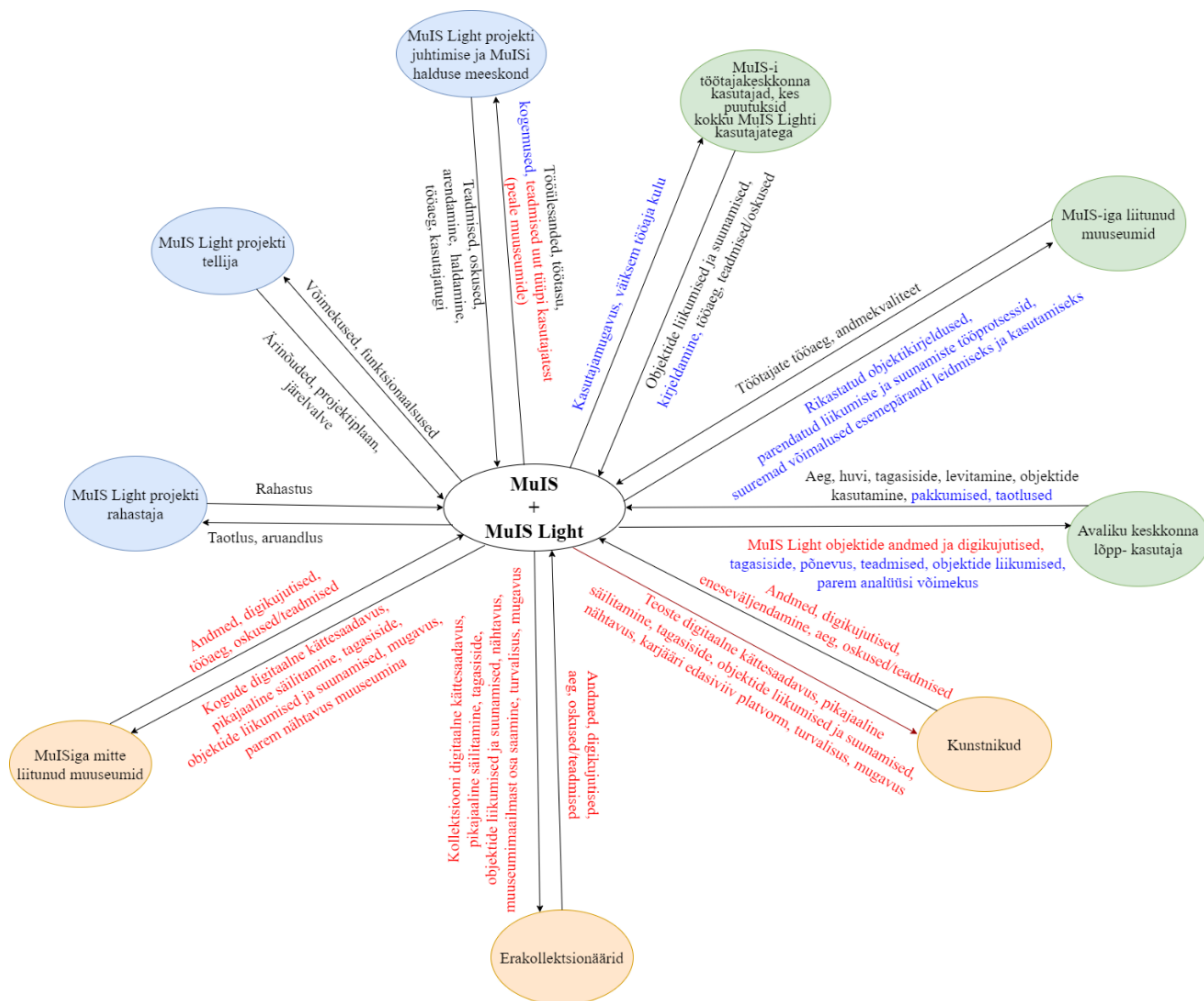 MuIS Light projekti
juhtimise ja MuISi
halduse meeskond
MuIS-i
töötajakeskkonna
kasutajad, kes
puutuksid
kokku MuIS Lighti
kasutajatega
MuIS-iga liitunud
muuseumid
MuIS Light projekti
tellija
Teadmised, oskused,
arendamine, haldamine,
tööaeg, kasutajatugi
Tööülesanded, töötasu,
kogemused, teadmised uut tüüpi kasutajatest
(peale muuseumide)
Kasutajamugavus, väiksem tööaja kulu
Objektide liikumised ja suunamised,
kirjeldamine, tööaeg, teadmised/oskused
Töötajate tööaeg, andmekvaliteet
Rikastatud objektikirjeldused,
parendatud liikumiste ja suunamiste tööprotsessid,
suuremad võimalused esemepärandi leidmiseks ja kasutamiseks
Võimekused, funktsionaalsused
Ärinõuded, projektiplaan,
järelvalve
MuIS Light projekti
rahastaja
Rahastus
Taotlus, aruandlus
MuIS
+
MuIS Light
Aeg, huvi, tagasiside, levitamine, objektide
kasutamine, pakkumised, taotlused
MuIS Light objektide andmed ja digikujutised,
tagasiside, põnevus, teadmised, objektide liikumised,
parem analüüsi võimekus
Avaliku keskkonna
lõpp- kasutaja
Andmed, digikujutised,
tööaeg, oskused/teadmised
Kogude digitaalne kättesaadavus,
pikajaaline säilitamine, tagasiside,
objektide liikumised ja suunamised, mugavus,
parem nähtavus muuseumina
Kollektsiooni digitaalne kättesaadavus,
pikajaaline säilitamine, tagasiside,
objektide liikumised ja suunamised, nähtavus,
muuseumimaailmast osa saamine, turvalisus, mugavus
Andmed, digikujutised,
aeg, oskused/teadmised
Andmed, digikujutised,
eneseväljendamine, aeg, oskused/teadmised
Teoste digitaalne kättesaadavus, pikajaaline
säilitamine, tagasiside, objektide liikumised ja suunamised,
nähtavus, karjääri edasiviiv platvorm, turvalisus, mugavus
MuISiga mitte
liitunud muuseumid
Kunstnikud
Erakollektsionäärid